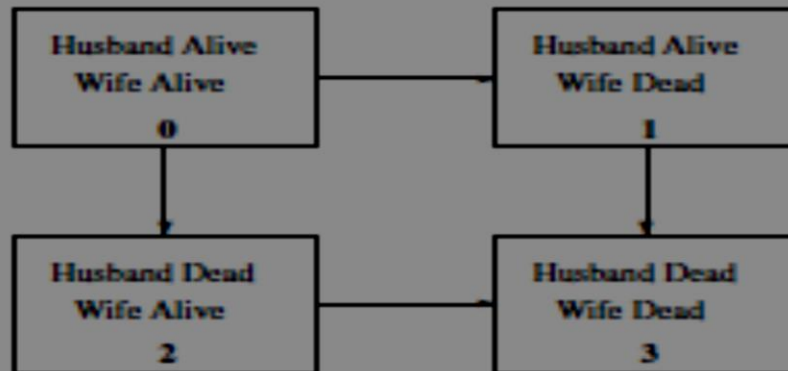 Husband Alive
Wife Alive
0
Husband Alive
Wife Dead
1
Husband Dead
Wife Alive
2
Husband Dead
Wife Dead
3